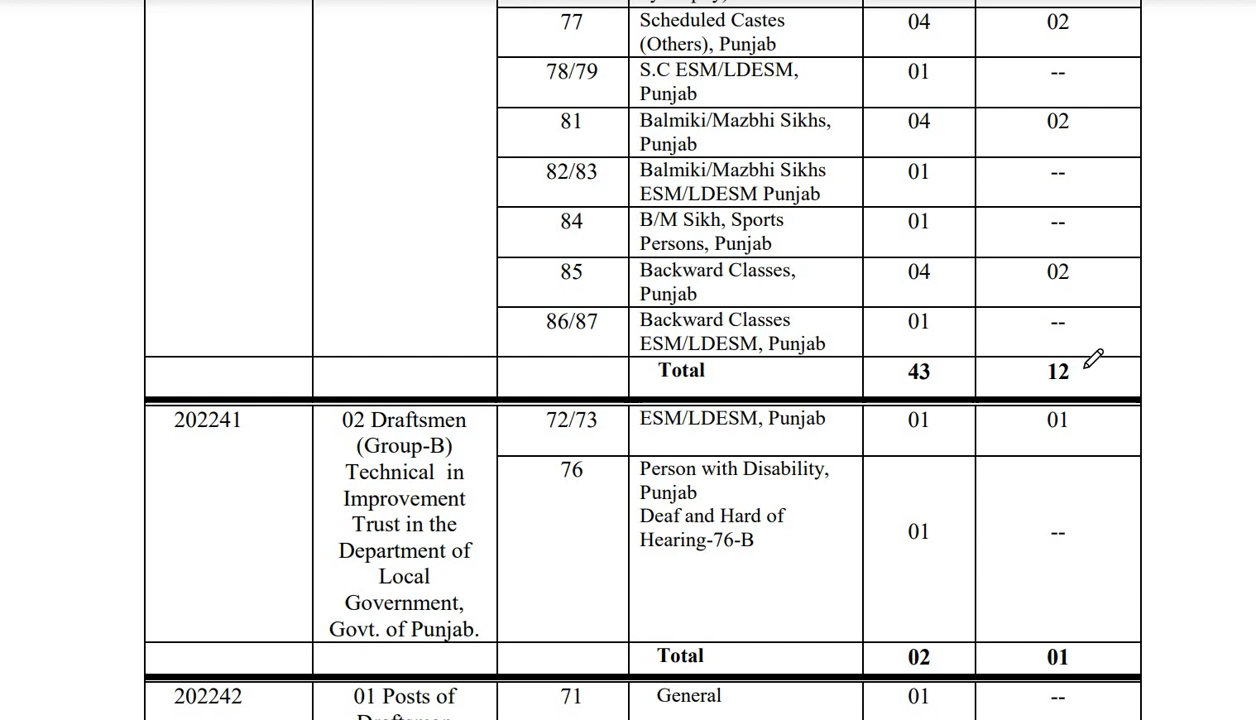 77 Scheduled Castes 04 02
(Others), Punjab
78/79 S.C ESM/LDESM, 01 --
Punjab
81 Balmiki/Mazbhi Sikhs, 04 02
Punjab
82/83 Balmiki/Mazbhi Sikhs 01 --
ESM/LDESM Punjab
84 B/M Sikh, Sports 01 --
Persons, Punjab
85 Backward Classes, 04 02
Punjab
86/87 Backward Classes 01 --
ESM/LDESM, Punjab
Total 43 12
202241 02 Draftsmen 72/73 ESM/LDESM, Punjab 01 01
(Group-B)
Technical in 76 Person with Disability,
Improvement Punjab
Trust in the Deaf and Hard of
Department of Hearing-76-B 01 --
Local
Government,
Govt. of Punjab.
Total 02 01
202242 01 Posts of 71 General 01 --